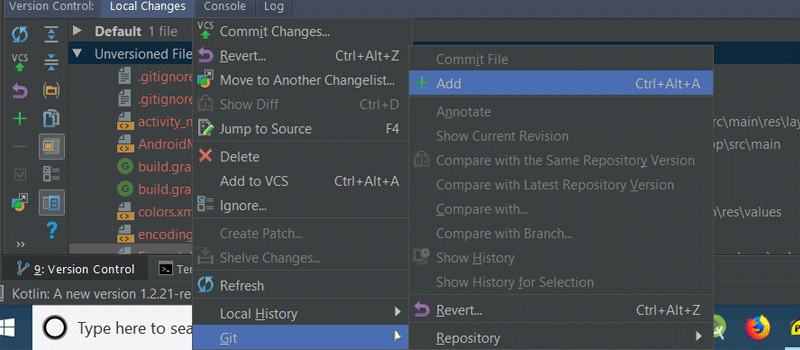 Version Control: Local Changes Console Log
Default 1 file
Unversioned File
.gitignore
.gitignore
activity_m
AndroidM
build.gra
build.gra
colors.xm
encoding
VCS
VCS
Commit Changes...
Revert... Ctrl+Alt+Z
Move to Another Changelist...
Show Diff Ctrl+D
Jump to Source F4
Delete
Add to VCS Ctrl+Alt+A
Ignore...
Create Patch...
Shelve Changes...
Refresh
Local History
Git
Commit File
Add Ctrl+Alt+A
Annotate
Show Current Revision
Compare with the Same Repository Version
Compare with Latest Repository Version
Compare with...
Compare with Branch...
Show History
Show History for Selection
Revert... Ctrl+Alt+Z
Repository
src\main\res\lay
pp\src\main
n\res\values
9: Version Control
Te
Kotlin: A new version 1.2.21-re
Type here to sea